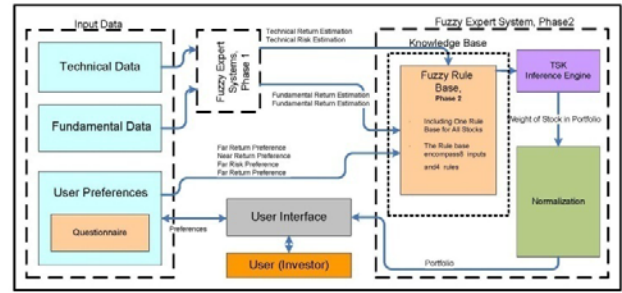 Input Data
Fuzzy Expert System, Phase2
Technical Data
Fundamental Data
User Preferences
Questionnaire
Fuzzy Expert
Systems,
Phase 1
Technical Return Estimation
Technical Risk Estimation
Fundamental Return Estimation
Fundamental Return Estimation
Far Return Preference
Near Return Preference
Far Risk Preference
Far Return Preference
Preferences
User Interface
User (Investor)
Knowledge Base
Fuzzy Rule
Base,
Phase 2
Including One Rule
Base for All Stocks
The Rule base
encompass8 inputs
and4 rules
TSK
Inference Engine
Weight of Stock in Portfolio
Normalization
Portfolio